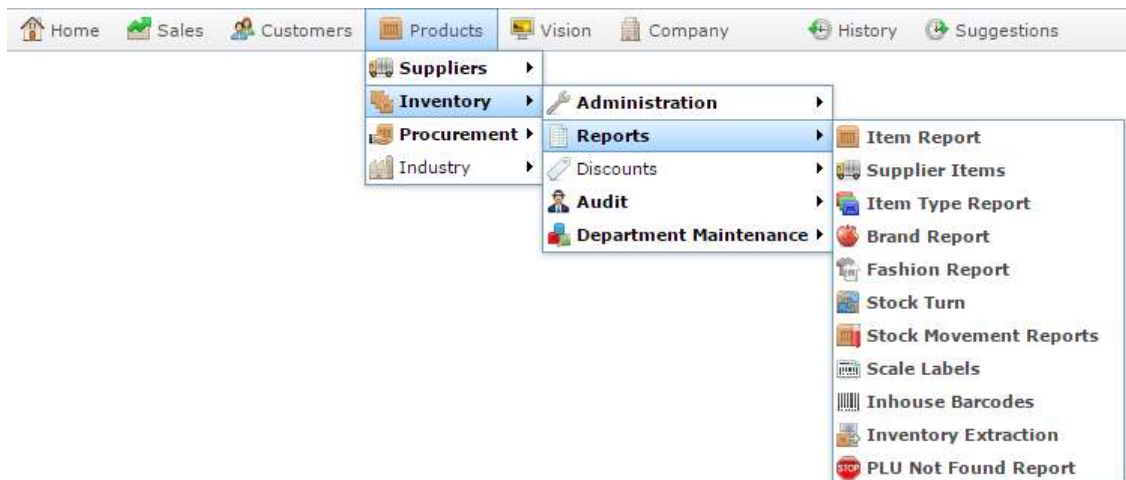 Home Sales Customers Products Vision Company History Suggestions
Suppliers
Inventory
Procurement
Industry
Administration
Reports
Discounts
Audit
Department Maintenance
Item Report
Supplier Items
Item Type Report
Brand Report
Fashion Report
Stock Turn
Stock Movement Reports
Scale Labels
Inhouse Barcodes
Inventory Extraction
STOP PLU Not Found Report